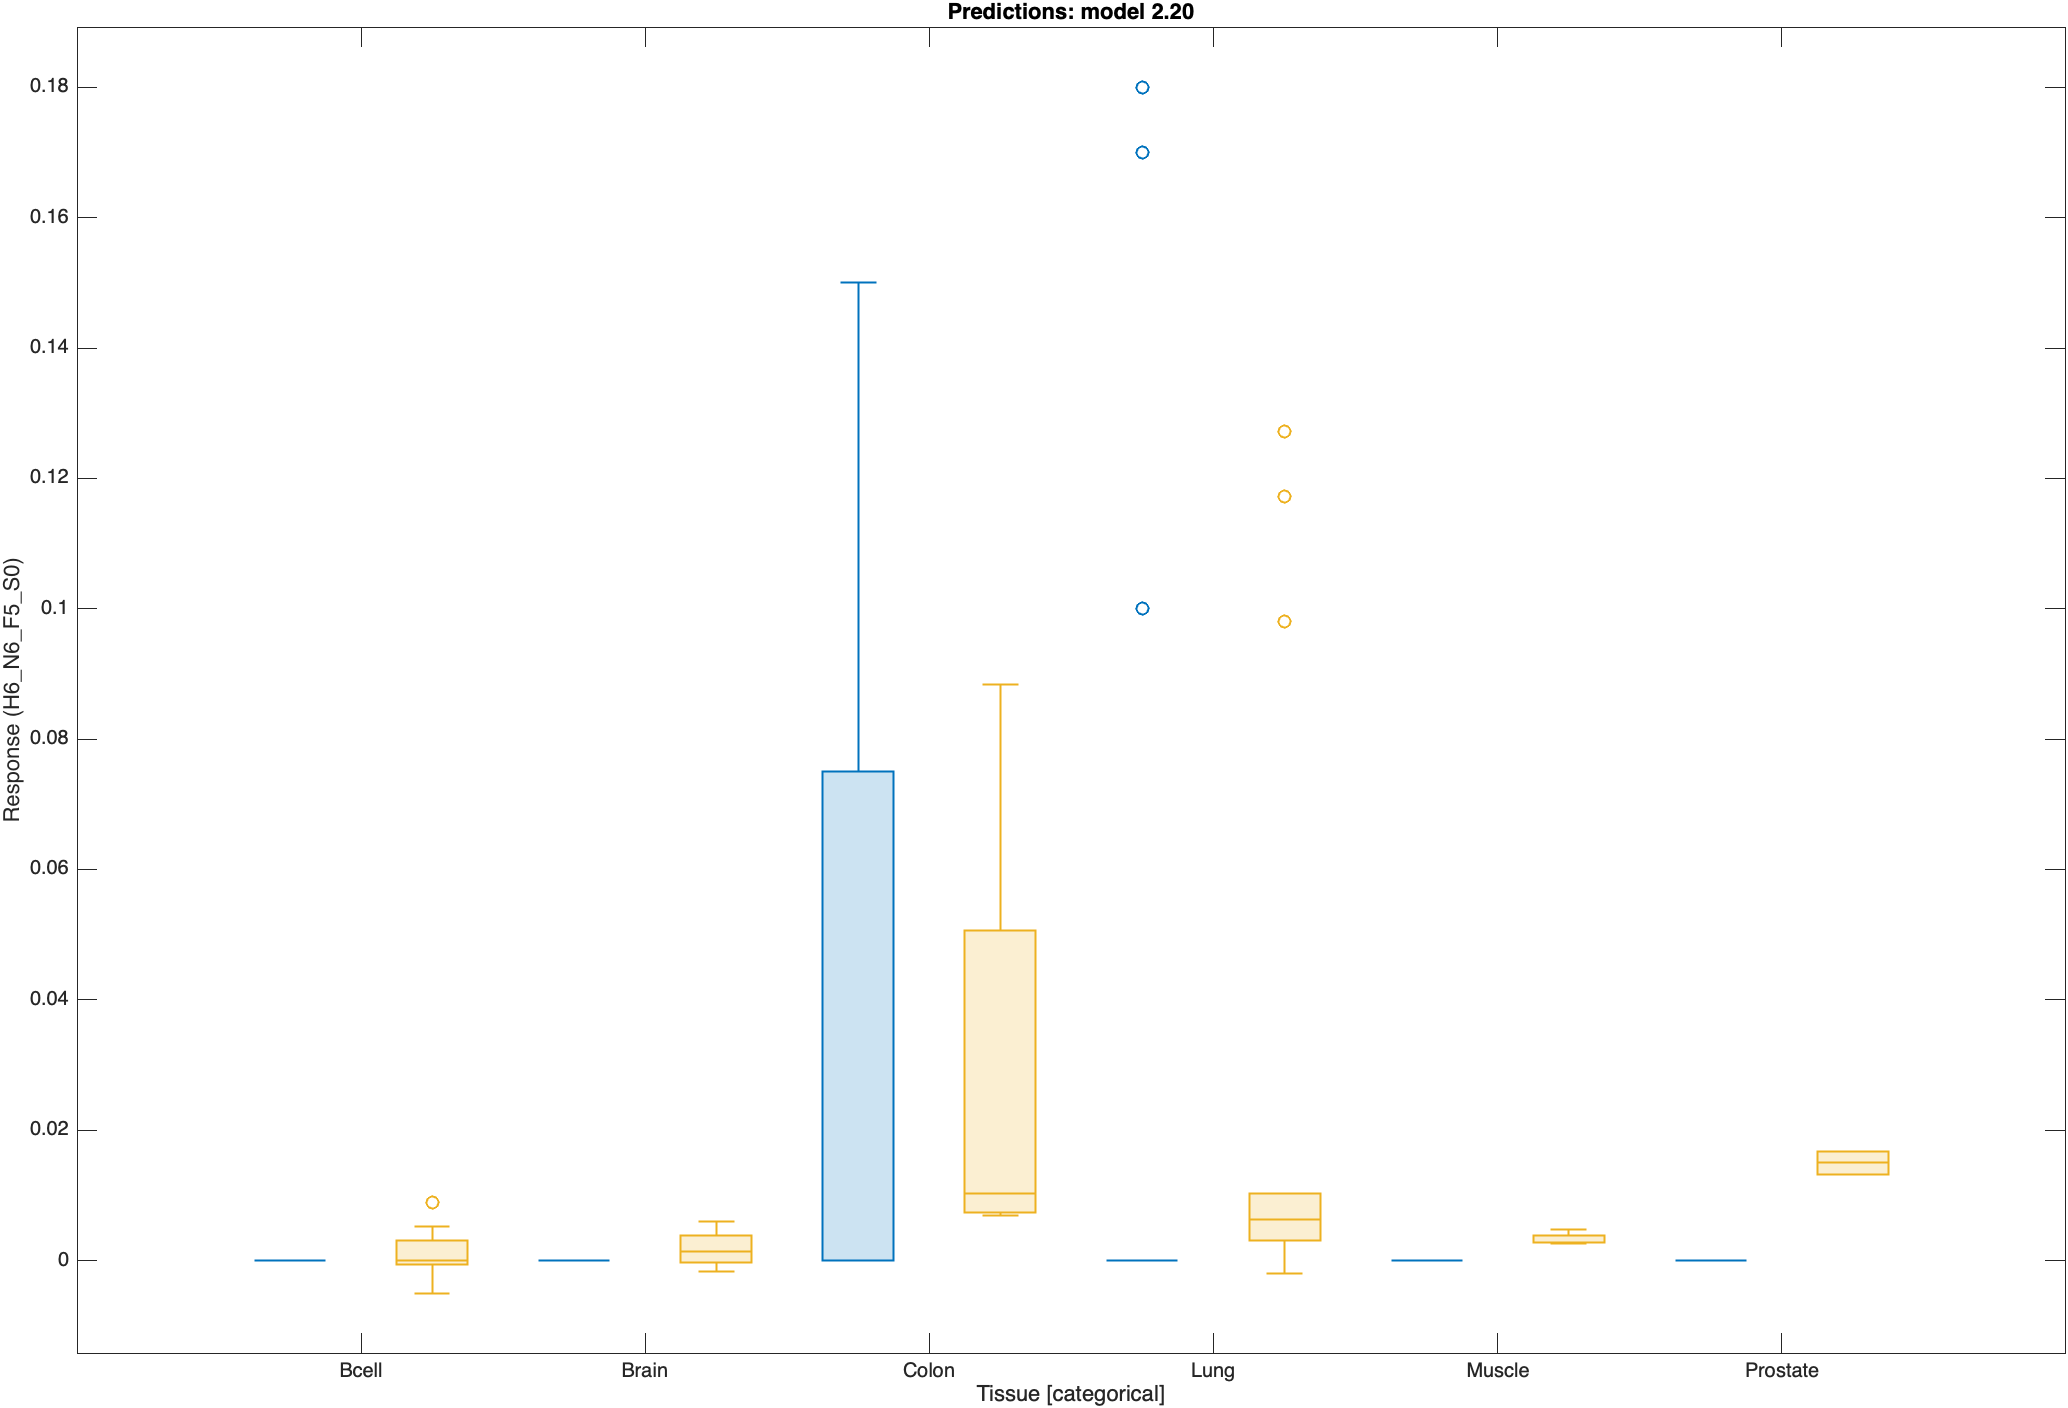 Predictions: model 2.20
0.18
0.16
0.14
0.12
0.1
0.08
0.06
0.04
0.02
0
Response (H6_N6_F5_S0)
Bcell Brain Colon Lung Muscle Prostate
Tissue [categorical]